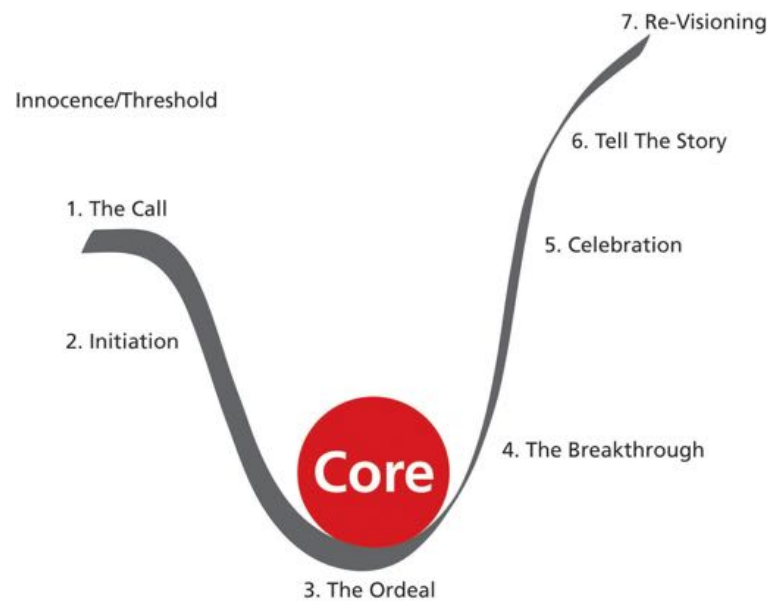 7. Re-Visioning
Innocence/Threshold
6. Tell The Story
1. The Call
5. Celebration
2. Initiation
4. The Breakthrough
Core
3. The Ordeal